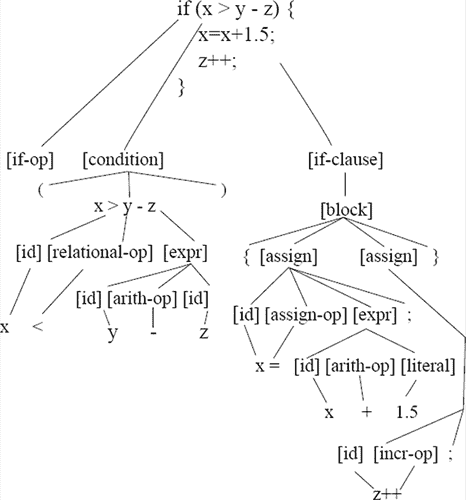 if (x > y - z) {
x=x+1.5;
z++;
}
[if-op] [condition] [if-clause]
( )
x > y - z
[block]
[id] [relational-op] [expr]
{ [assign] [assign] }
[id] [arith-op] [id]
[id] [assign-op] [expr] ;
x < y - z
x = [id] [arith-op] [literal]
x + 1.5
[id] [incr-op] ;
z++